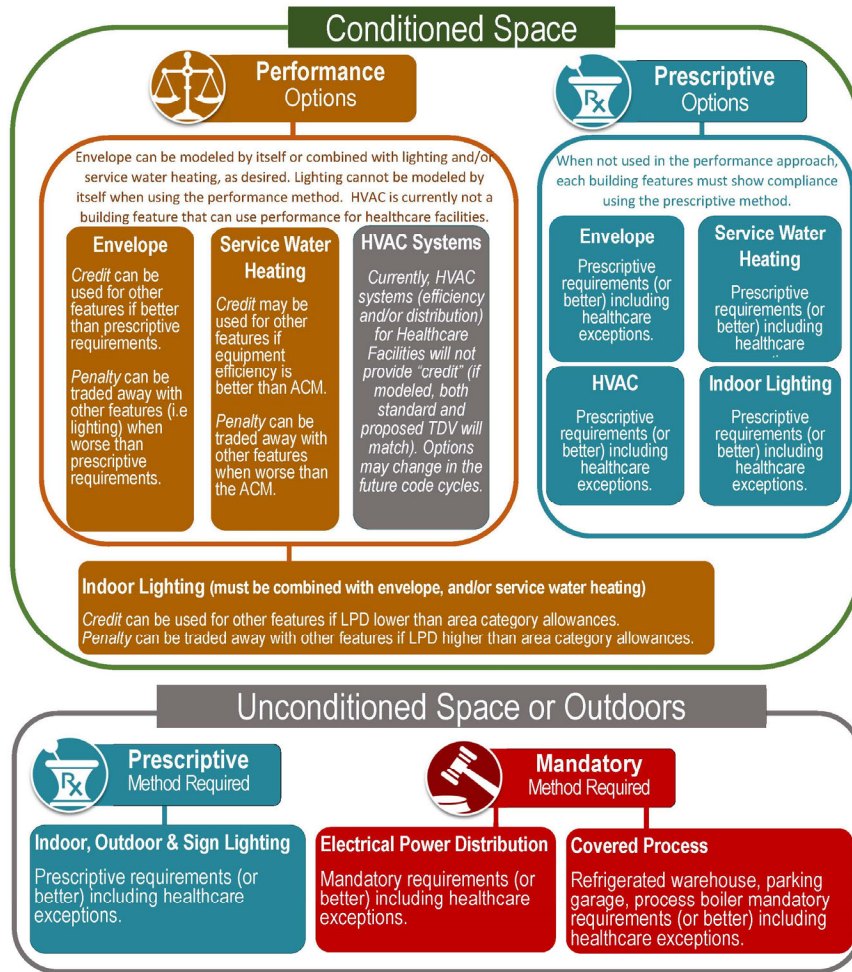 Conditioned Space
Performance
Options
Envelope can be modeled by itself or combined with lighting and/or
service water heating, as desired. Lighting cannot be modeled by
itself when using the performance method. HVAC is currently not a
building feature that can use performance for healthcare facilities.
Envelope
Credit can be
used for other
features if better
than prescriptive
requirements.
Penalty can be
traded away with
other features (i.e
lighting) when
worse than
prescriptive
requirements.
Service Water
Heating
Credit may be
used for other
features if
equipment
efficiency is
better than ACM.
Penalty can be
traded away with
other features
when worse than
the ACM.
HVAC Systems
Currently, HVAC
systems (efficiency
and/or distribution)
for Healthcare
Facilities will not
provide “credit” (if
modeled, both
standard and
proposed TDV will
match). Options
may change in the
future code cycles.
Indoor Lighting (must be combined with envelope, and/or service water heating)
Credit can be used for other features if LPD lower than area category allowances.
Penalty can be traded away with other features if LPD higher than area category allowances.
Rx
Prescriptive
Options
When not used in the performance approach,
each building features must show compliance
using the prescriptive method.
Envelope
Prescriptive
requirements (or
better) including
healthcare
exceptions.
Service Water
Heating
Prescriptive
requirements (or
better) including
healthcare
HVAC
Prescriptive
requirements (or
better) including
healthcare
exceptions.
Indoor Lighting
Prescriptive
requirements (or
better) including
healthcare
exceptions.
Unconditioned Space or Outdoors
Rx
Prescriptive
Method Required
Indoor, Outdoor & Sign Lighting
Prescriptive requirements (or
better) including healthcare
exceptions.
Mandatory
Method Required
Electrical Power Distribution
Mandatory requirements (or
better) including healthcare
exceptions.
Covered Process
Refrigerated warehouse, parking
garage, process boiler mandatory
requirements (or better) including
healthcare exceptions.